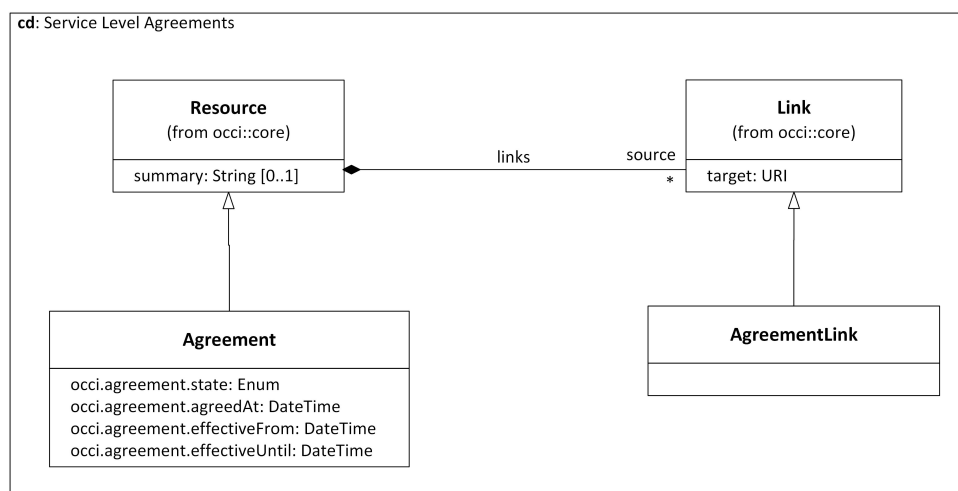 cd: Service Level Agreements
Resource
(from occi::core)
summary: String [0..1]
links
source
*
Link
(from occi::core)
target: URI
Agreement
occi.agreement.state: Enum
occi.agreement.agreedAt: DateTime
occi.agreement.effectiveFrom: DateTime
occi.agreement.effectiveUntil: DateTime
AgreementLink